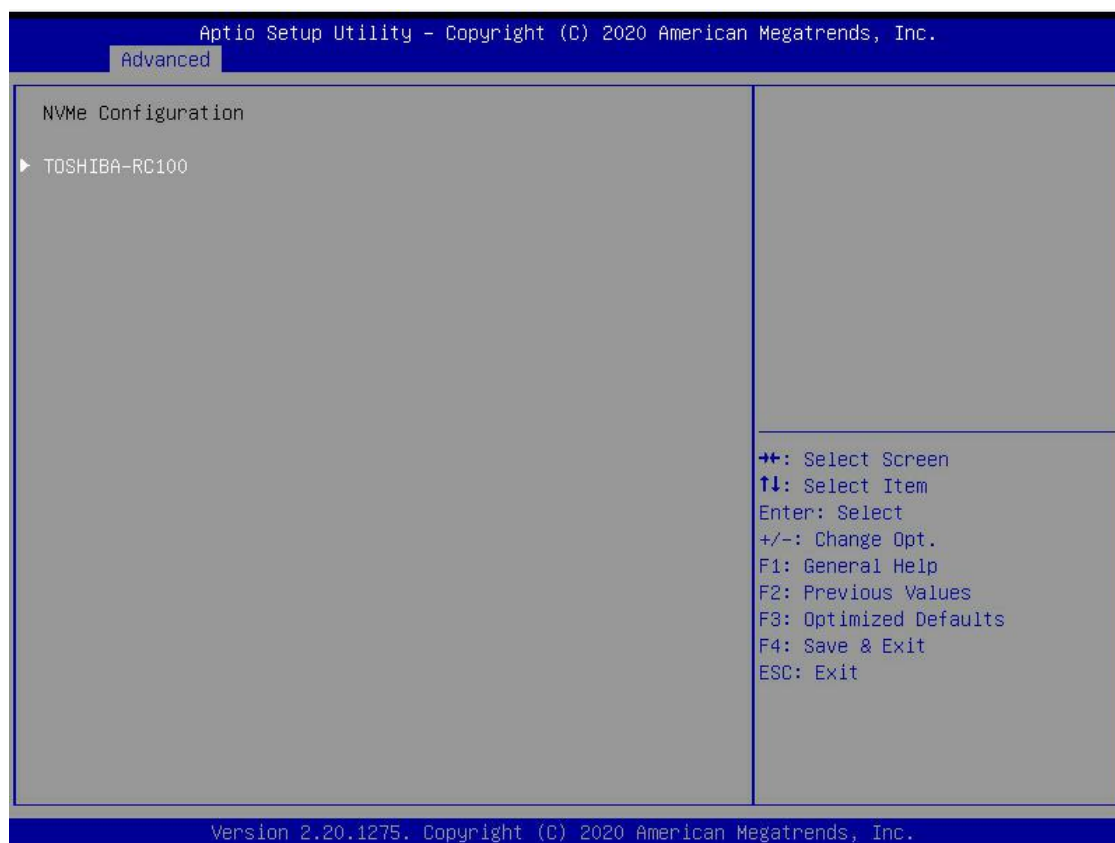 Aptio Setup Utility – Copyright (C) 2020 American Megatrends, Inc.
Advanced
NVMe Configuration
▶ TOSHIBA-RC100
→←: Select Screen
↑↓: Select Item
Enter: Select
+/-: Change Opt.
F1: General Help
F2: Previous Values
F3: Optimized Defaults
F4: Save & Exit
ESC: Exit
Version 2.20.1275. Copyright (C) 2020 American Megatrends, Inc.